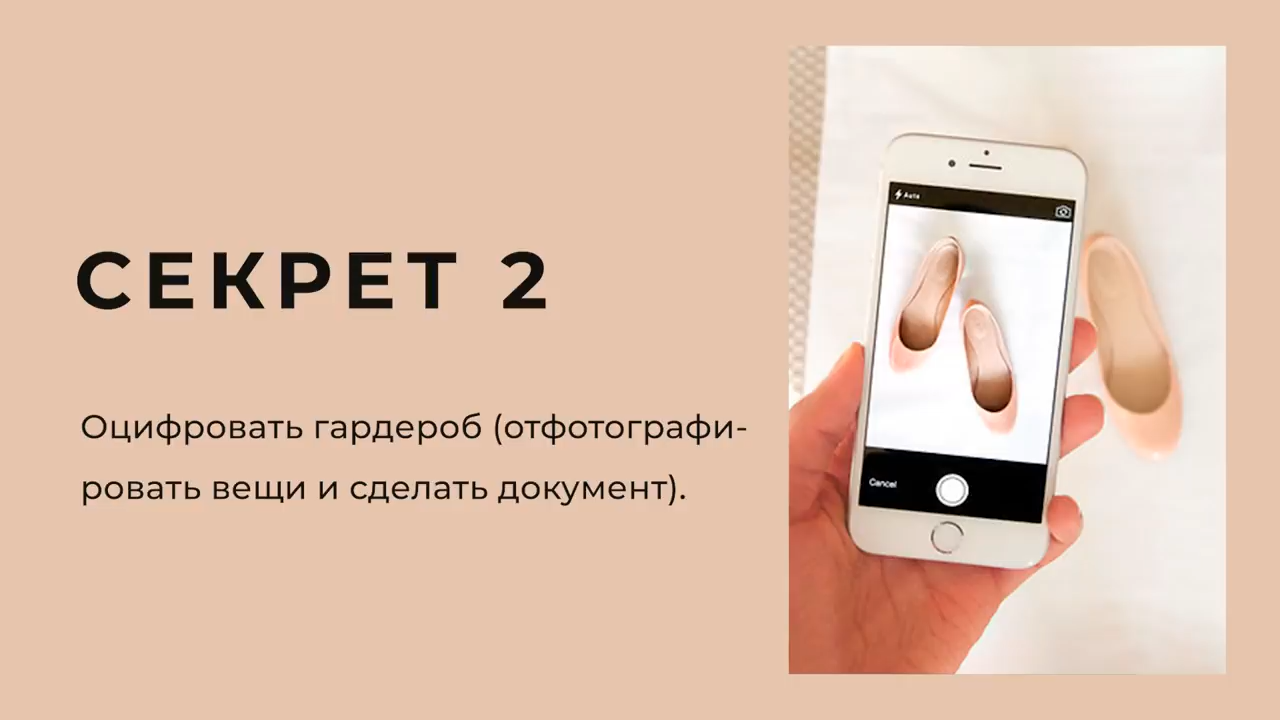 СЕКРЕТ 2
Оцифровать гардероб (отфотографи-
ровать вещи и сделать документ).
Auto
Cancel